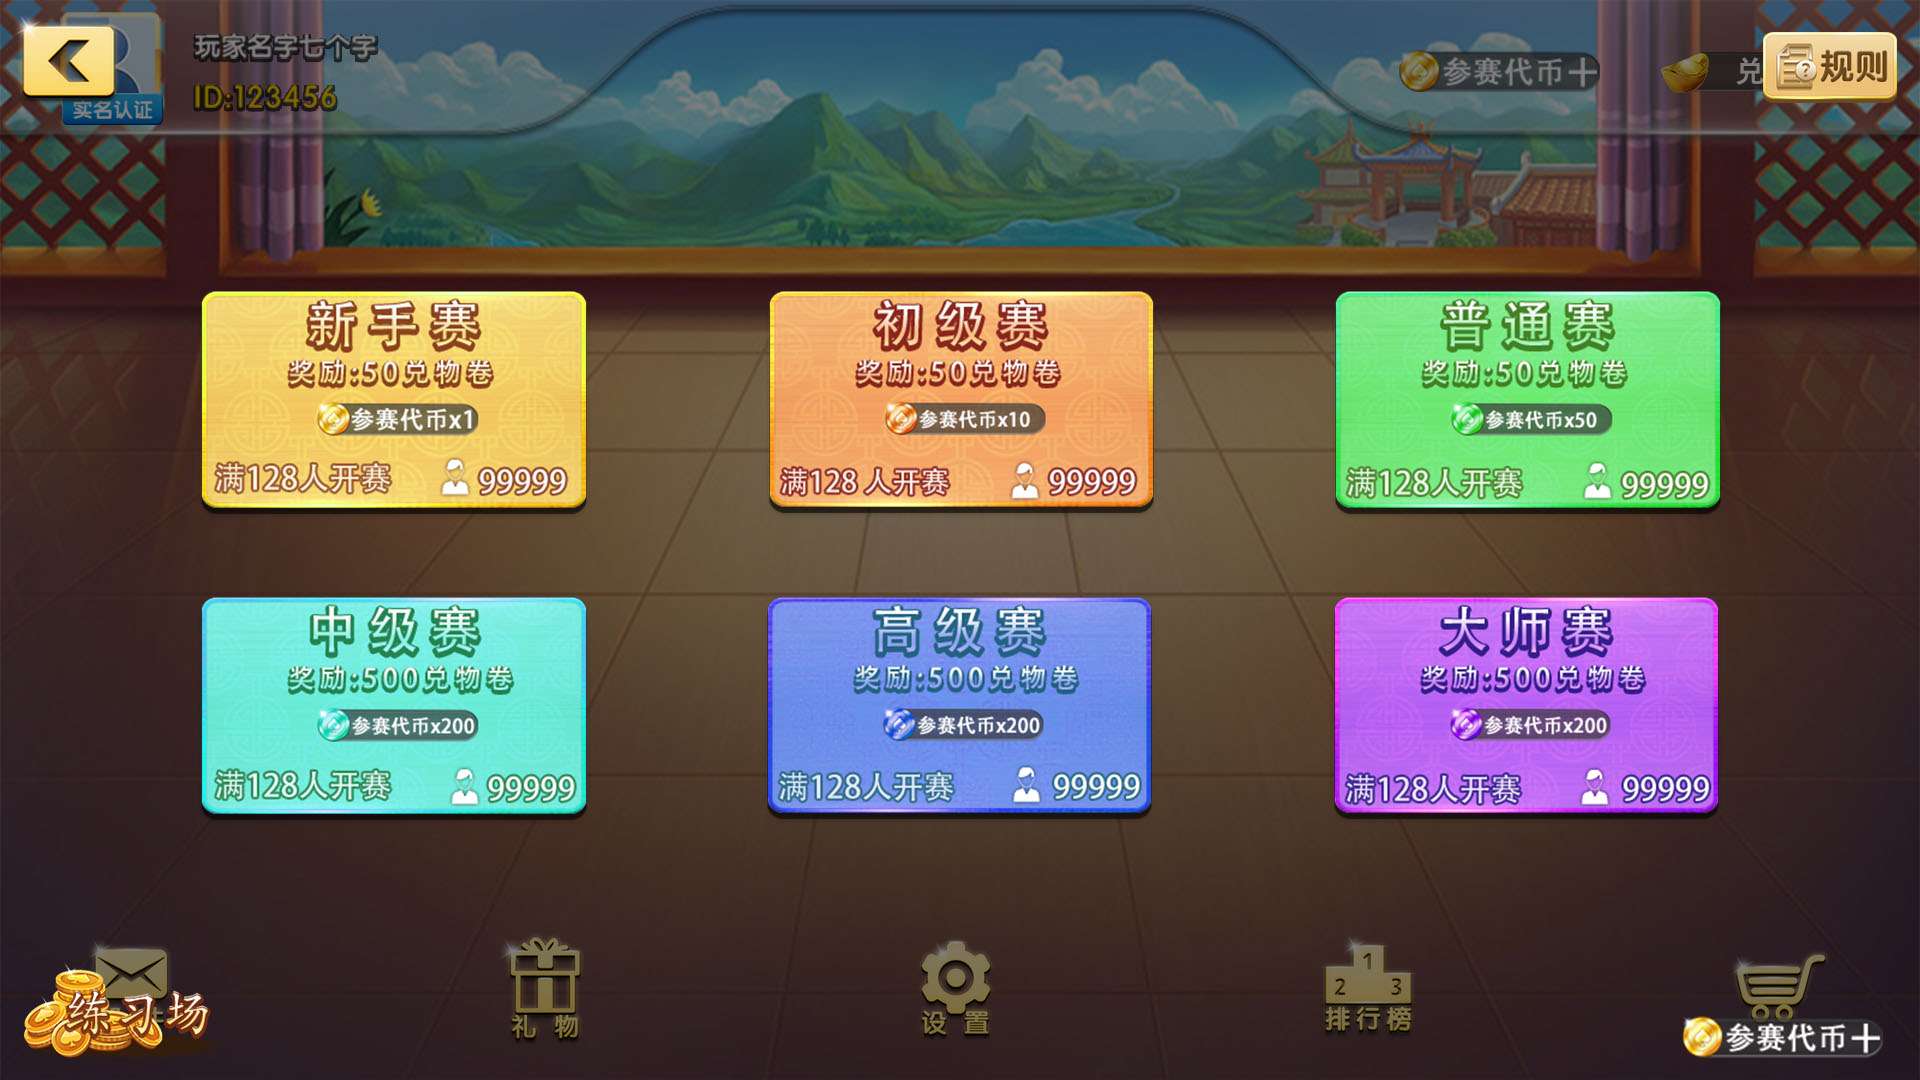 玩家名字七个字
ID:123456
实名认证
参赛代币+
兑
规则
新手赛
奖励:50兑物卷
参赛代币x1
满128人开赛 99999
初级赛
奖励:50兑物卷
参赛代币x10
满128人开赛 99999
普通赛
奖励:50兑物卷
参赛代币x50
满128人开赛 99999
中级赛
奖励:500兑物卷
参赛代币x200
满128人开赛 99999
高级赛
奖励:500兑物卷
参赛代币x200
满128人开赛 99999
大师赛
奖励:500兑物卷
参赛代币x200
满128人开赛 99999
练习场
礼物
设置
1
2 3
排行榜
参赛代币+